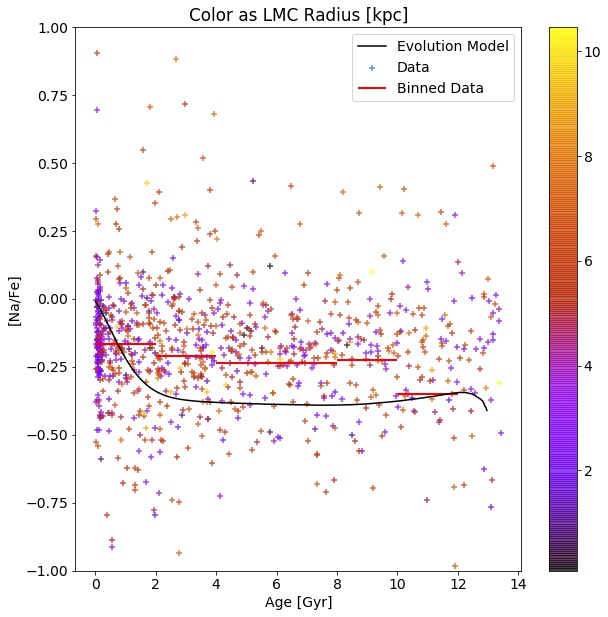 Color as LMC Radius [kpc]
1.00
0.75
0.50
0.25
0.00
−0.25
−0.50
−0.75
−1.00
[Na/Fe]
Evolution Model
Data
Binned Data
0 2 4 6 8 10 12 14
Age [Gyr]
10
8
6
4
2